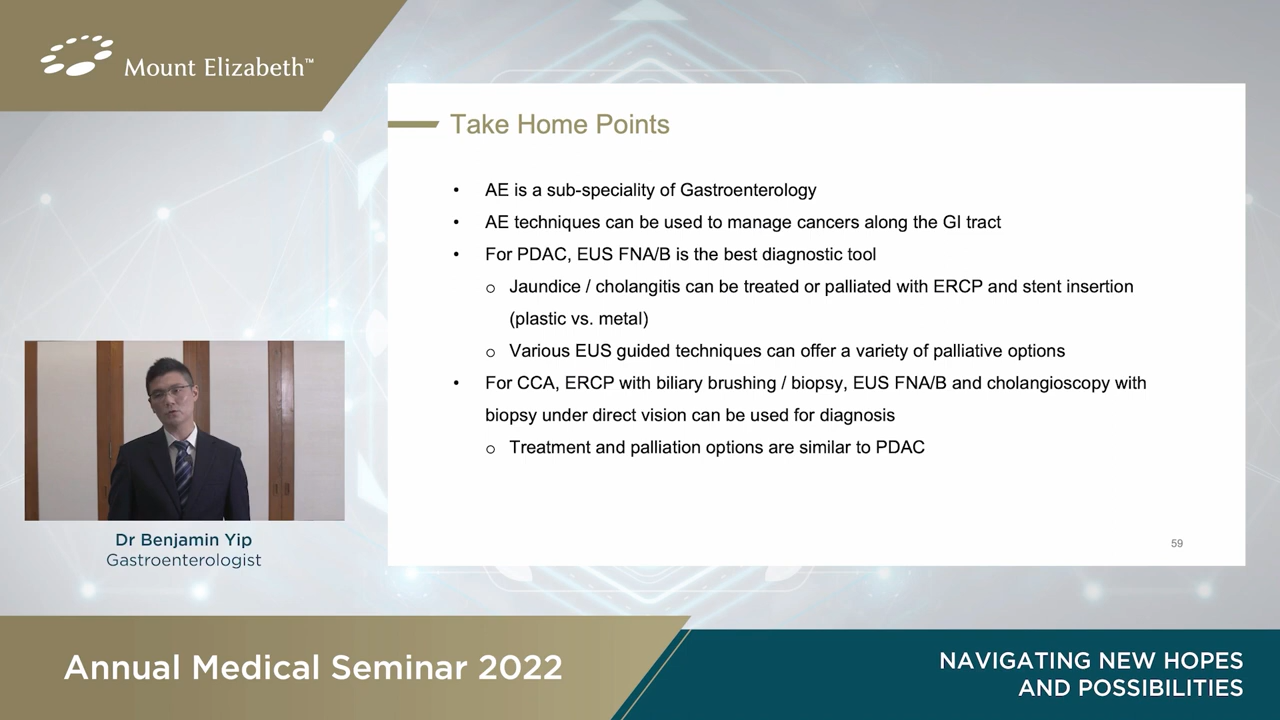 Mount Elizabeth™
Take Home Points
• AE is a sub-speciality of Gastroenterology
• AE techniques can be used to manage cancers along the GI tract
• For PDAC, EUS FNA/B is the best diagnostic tool
o Jaundice / cholangitis can be treated or palliated with ERCP and stent insertion
(plastic vs. metal)
o Various EUS guided techniques can offer a variety of palliative options
• For CCA, ERCP with biliary brushing / biopsy, EUS FNA/B and cholangioscopy with
biopsy under direct vision can be used for diagnosis
o Treatment and palliation options are similar to PDAC
59
Dr Benjamin Yip
Gastroenterologist
Annual Medical Seminar 2022
NAVIGATING NEW HOPES
AND POSSIBILITIES